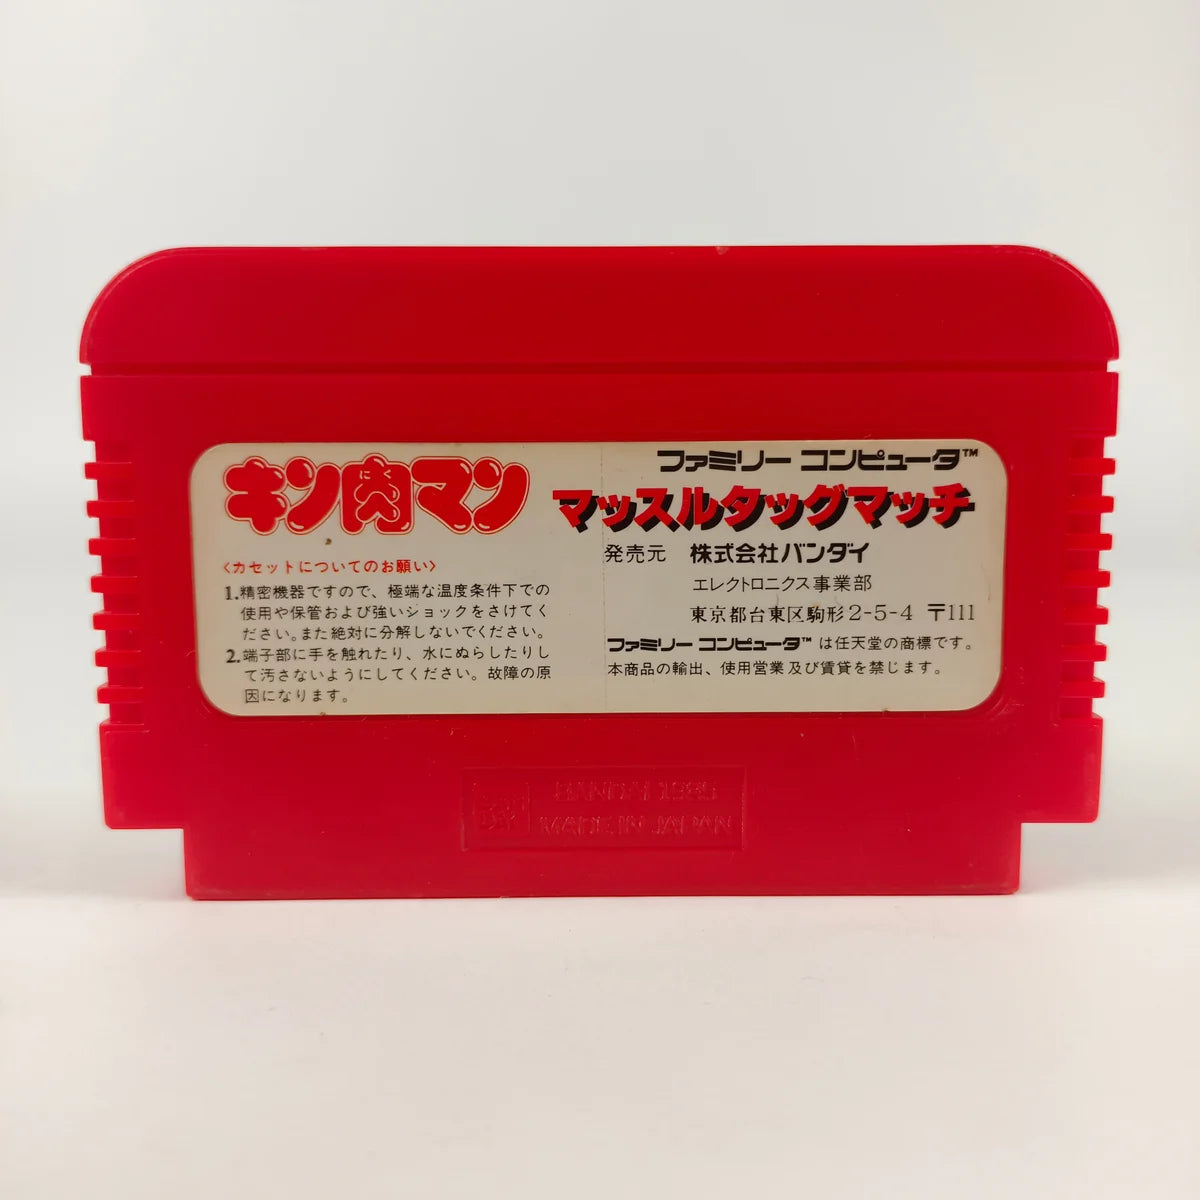 キン肉マン
にく
<カセットについてのお願い>
1.精密機器ですので、極端な温度条件下での
使用や保管および強いショックをさけてく
ださい。また絶対に分解しないでください。
2.端子部に手を触れたり、水にぬらしたりし
て汚さないようにしてください。故障の原
因になります。
ファミリー コンピュータ™
マッスルタッグマッチ
発売元 株式会社バンダイ
エレクトロニクス事業部
東京都台東区駒形2-5-4 〒111
ファミリー コンピュータ™ は任天堂の商標です。
本商品の輸出、使用営業及び賃貸を禁じます。
BANDAI 1985
MADE IN JAPAN